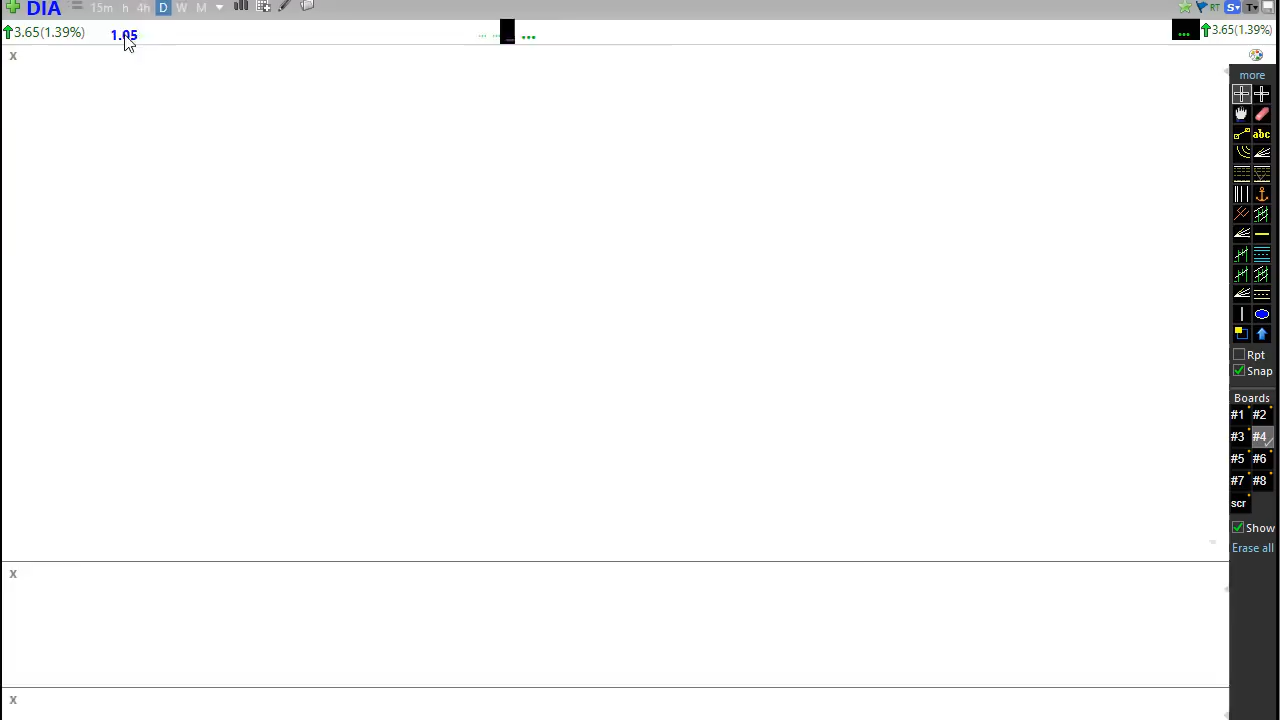 DIA 15m h 4h D W M RT S T
3.65(1.39%) 1.05 ... ... ... ... 3.65(1.39%)
x
more
abc
Rpt
Snap
Boards
#1 #2
#3 #4
#5 #6
#7 #8
scr
Show
Erase all
x
x